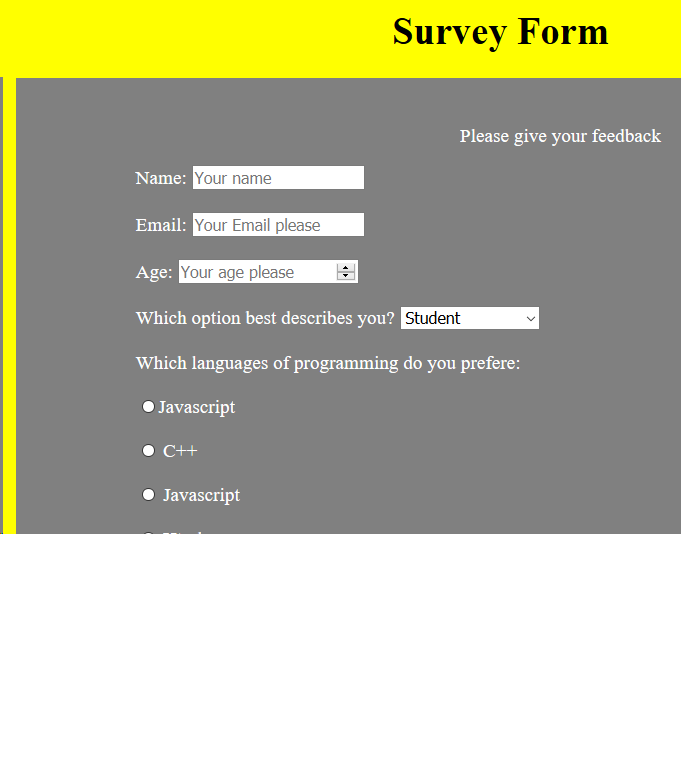 Survey Form
Please give your feedback
Name: Your name
Email: Your Email please
Age: Your age please
Which option best describes you? Student
Which languages of programming do you prefere:
Javascript
C++
Javascript